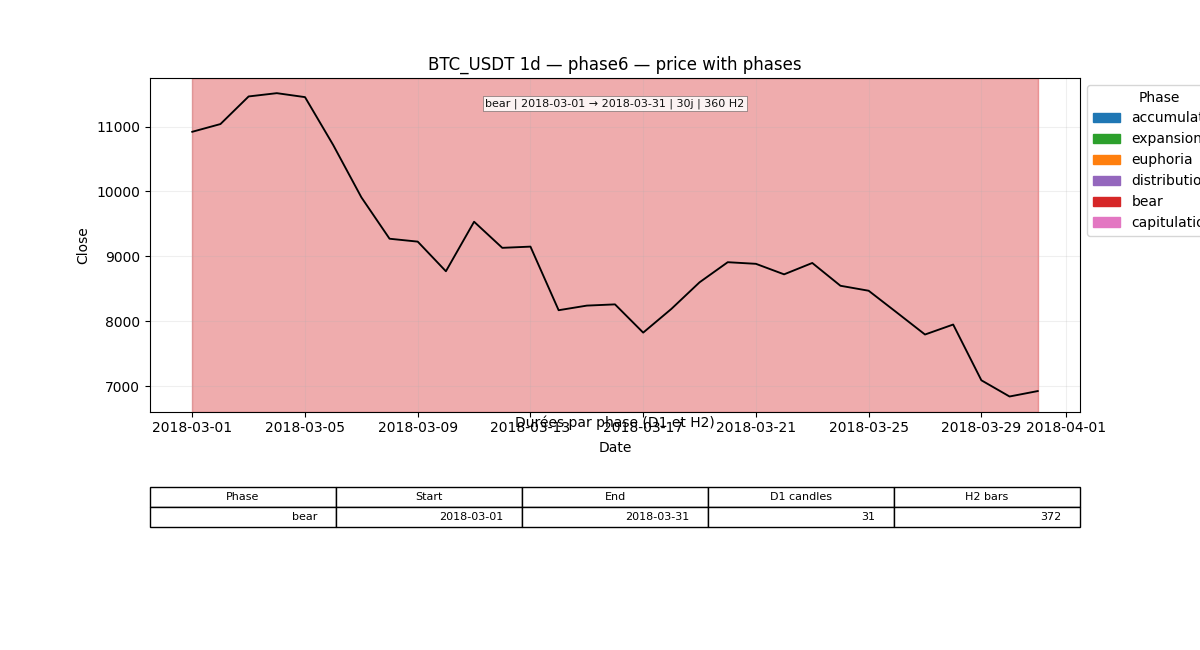 BTC_USDT 1d — phase6 — price with phases
bear | 2018-03-01 → 2018-03-31 | 30j | 360 H2
Close
11000
10000
9000
8000
7000
Phase
accumulat
expansion
euphoria
distributio
bear
capitulatio
Durées par phase (D1 et H2)
2018-03-01 2018-03-05 2018-03-09 2018-03-13 2018-03-17 2018-03-21 2018-03-25 2018-03-29 2018-04-01
Date
Phase Start End D1 candles H2 bars
bear 2018-03-01 2018-03-31 31 372